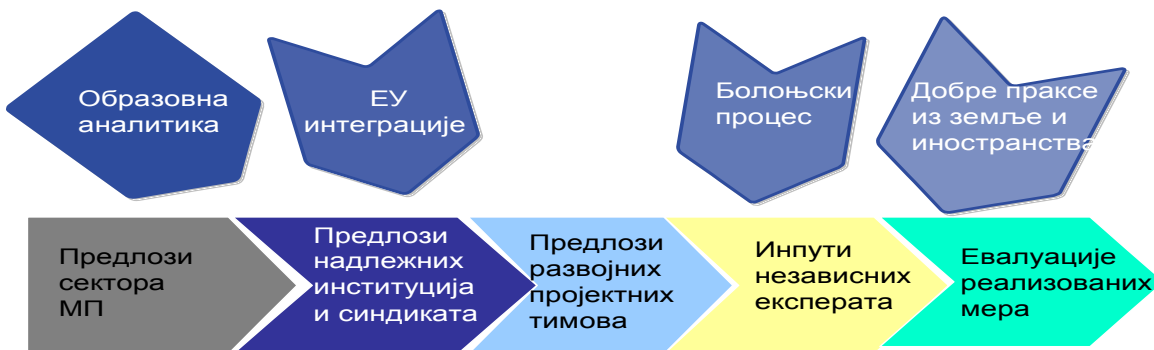 Образовна
аналитика
ЕУ
интеграције
Болоњски
процес
Добре праксе
из земље и
иностранства
Предлози
сектора
МП
Предлози
надлежних
институција
и синдиката
Предлози
развојних
пројектних
тимова
Инпути
независних
експерата
Евалуације
реализованих
мера